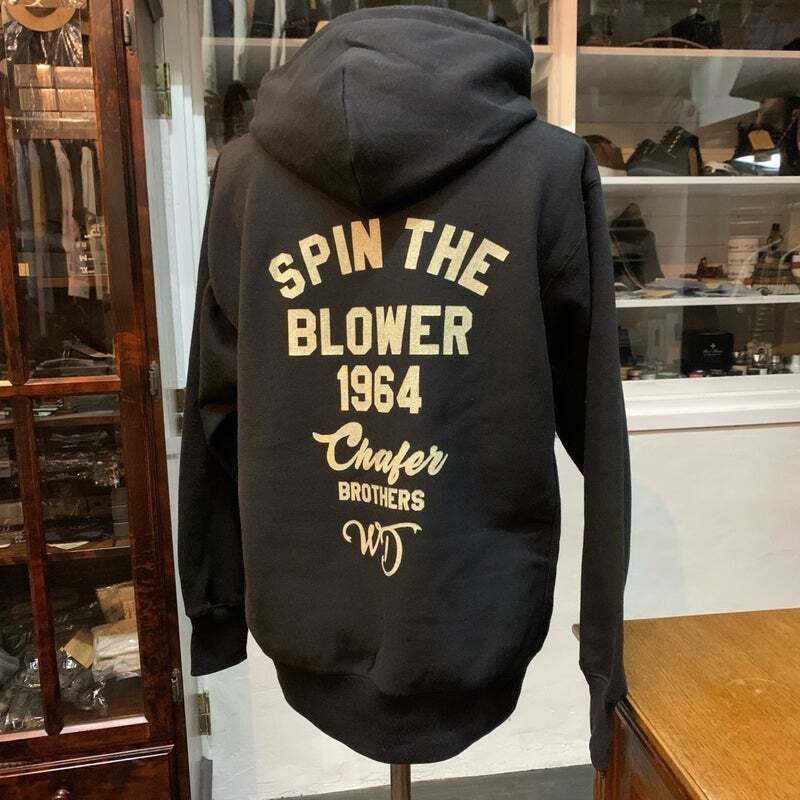 SPIN THE
BLOWER
1964
Chafer
BROTHERS
WD